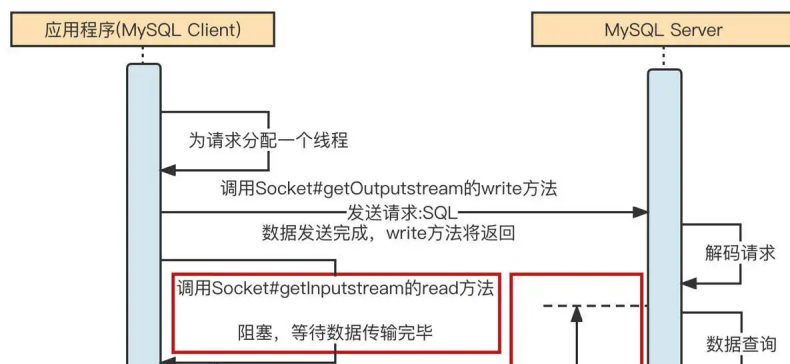 应用程序(MySQL Client)
MySQL Server
为请求分配一个线程
调用Socket#getOutputstream的write方法
发送请求:SQL
数据发送完成，write方法将返回
解码请求
调用Socket#getInputstream的read方法
阻塞，等待数据传输完毕
数据查询